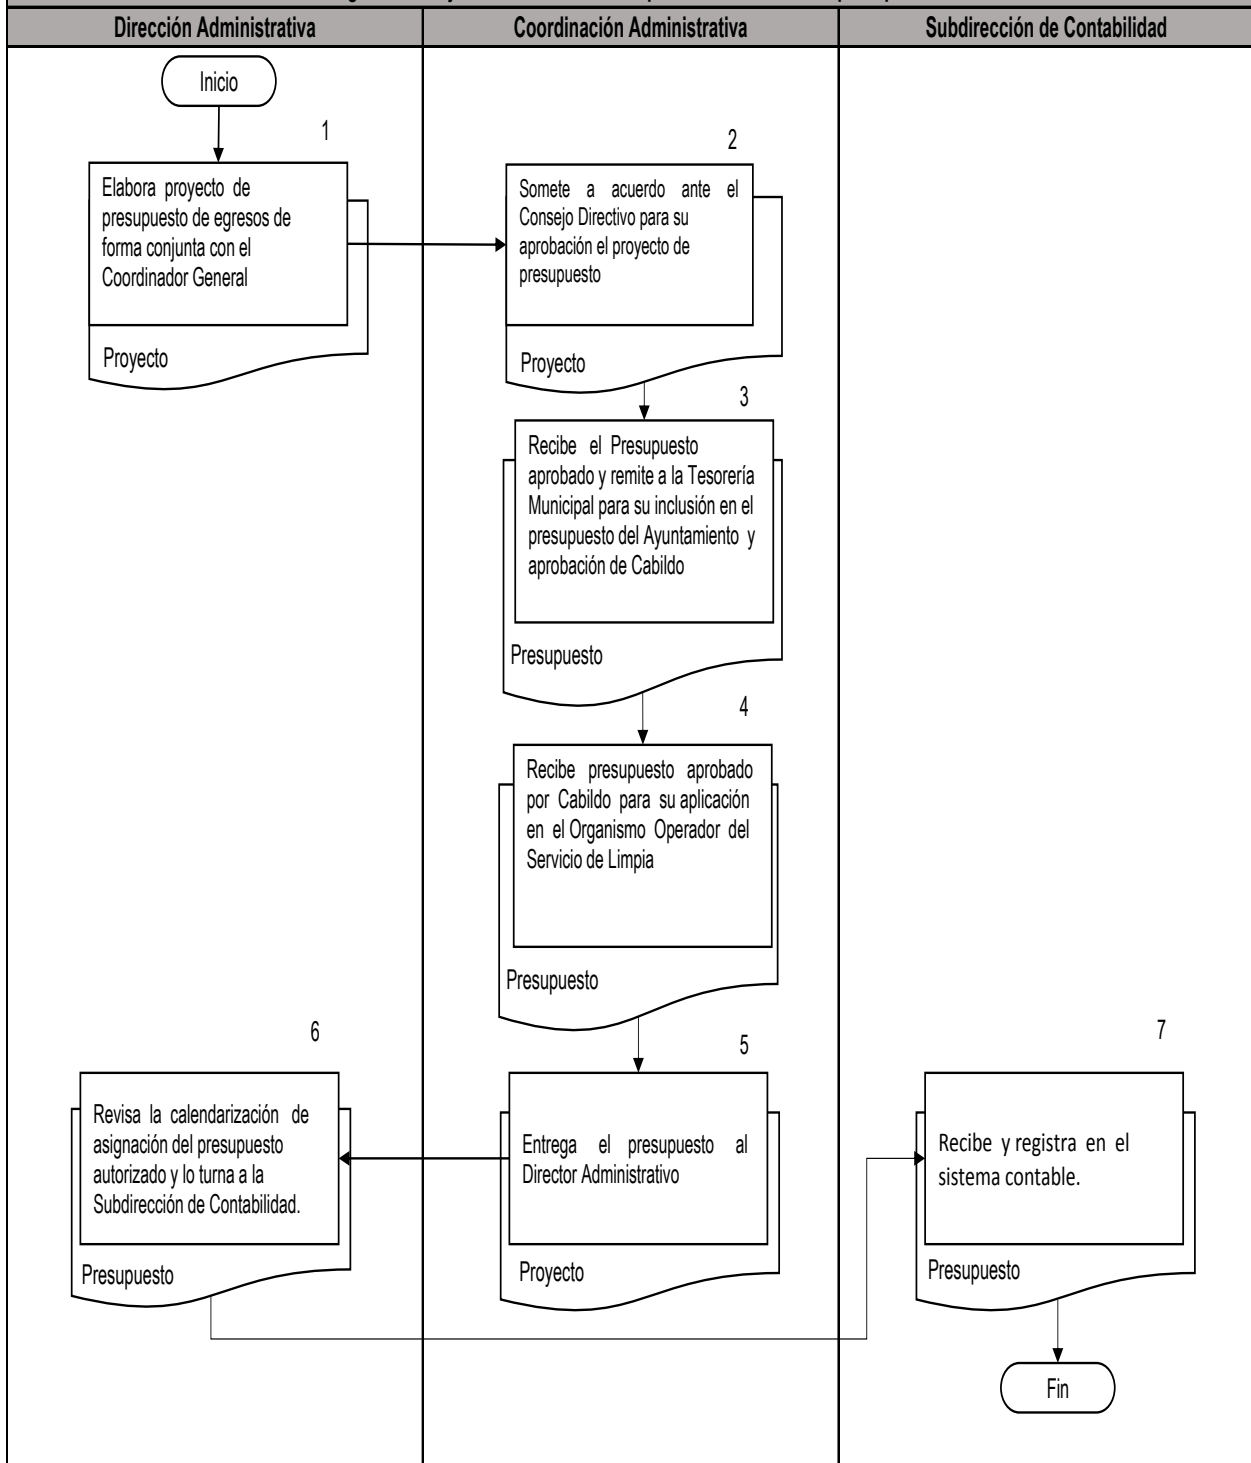 Dirección Administrativa
Coordinación Administrativa
Subdirección de Contabilidad
Inicio
1
Elabora proyecto de
presupuesto de egresos de
forma conjunta con el
Coordinador General
Proyecto
2
Somete a acuerdo ante el
Consejo Directivo para su
aprobación el proyecto de
presupuesto
Proyecto
3
Recibe el Presupuesto
aprobado y remite a la Tesorería
Municipal para su inclusión en el
presupuesto del Ayuntamiento y
aprobación de Cabildo
Presupuesto
4
Recibe presupuesto aprobado
por Cabildo para su aplicación
en el Organismo Operador del
Servicio de Limpia
Presupuesto
5
Entrega el presupuesto al
Director Administrativo
Proyecto
6
Revisa la calendarización de
asignación del presupuesto
autorizado y lo turna a la
Subdirección de Contabilidad.
Presupuesto
7
Recibe y registra en el
sistema contable.
Presupuesto
Fin